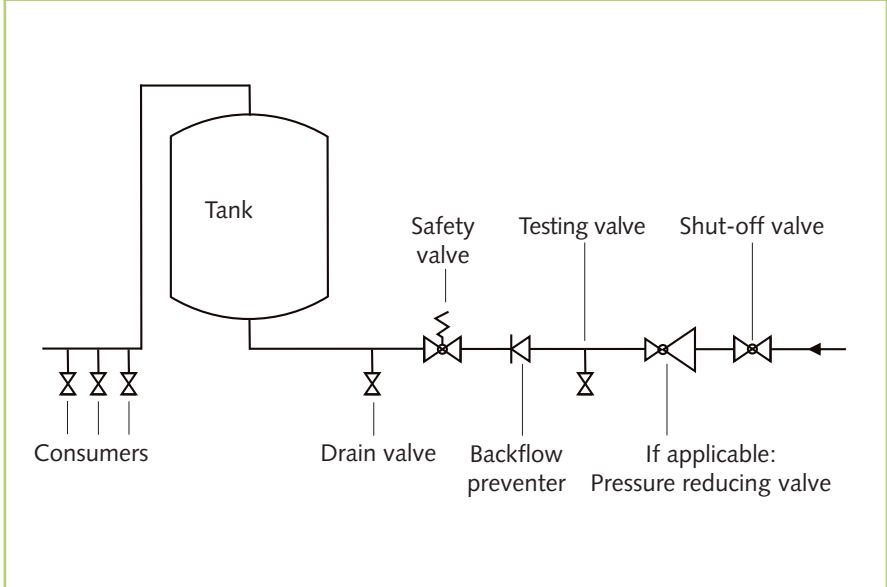 Tank
Safety
valve
Testing valve
Shut-off valve
Consumers
Drain valve
Backflow
preventer
If applicable:
Pressure reducing valve